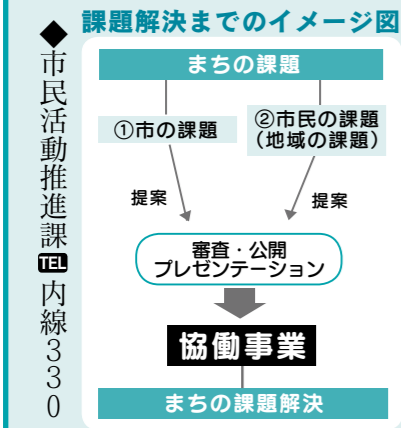 課題解決までのイメージ図
まちの課題
①市の課題
②市民の課題
(地域の課題)
提案
提案
審査・公開
プレゼンテーション
協働事業
まちの課題解決
◆市民活動推進課TEL内線330